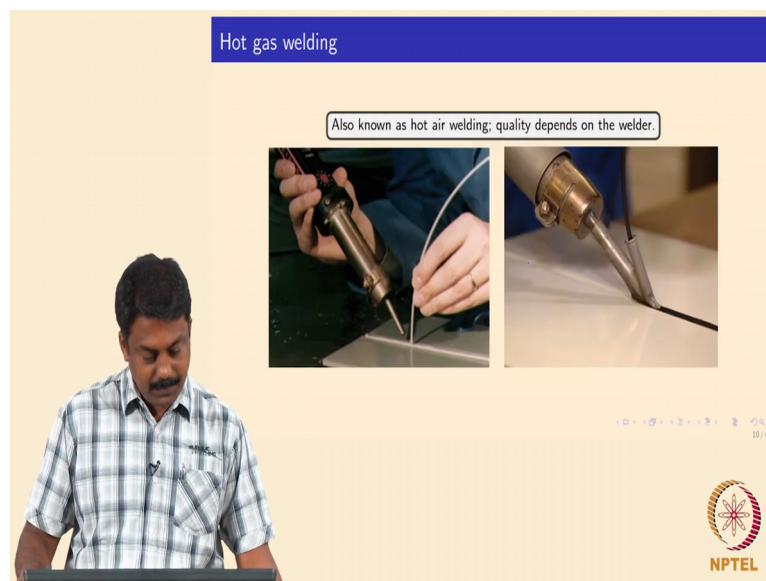 Hot gas welding
Also known as hot air welding; quality depends on the welder.
NPTEL